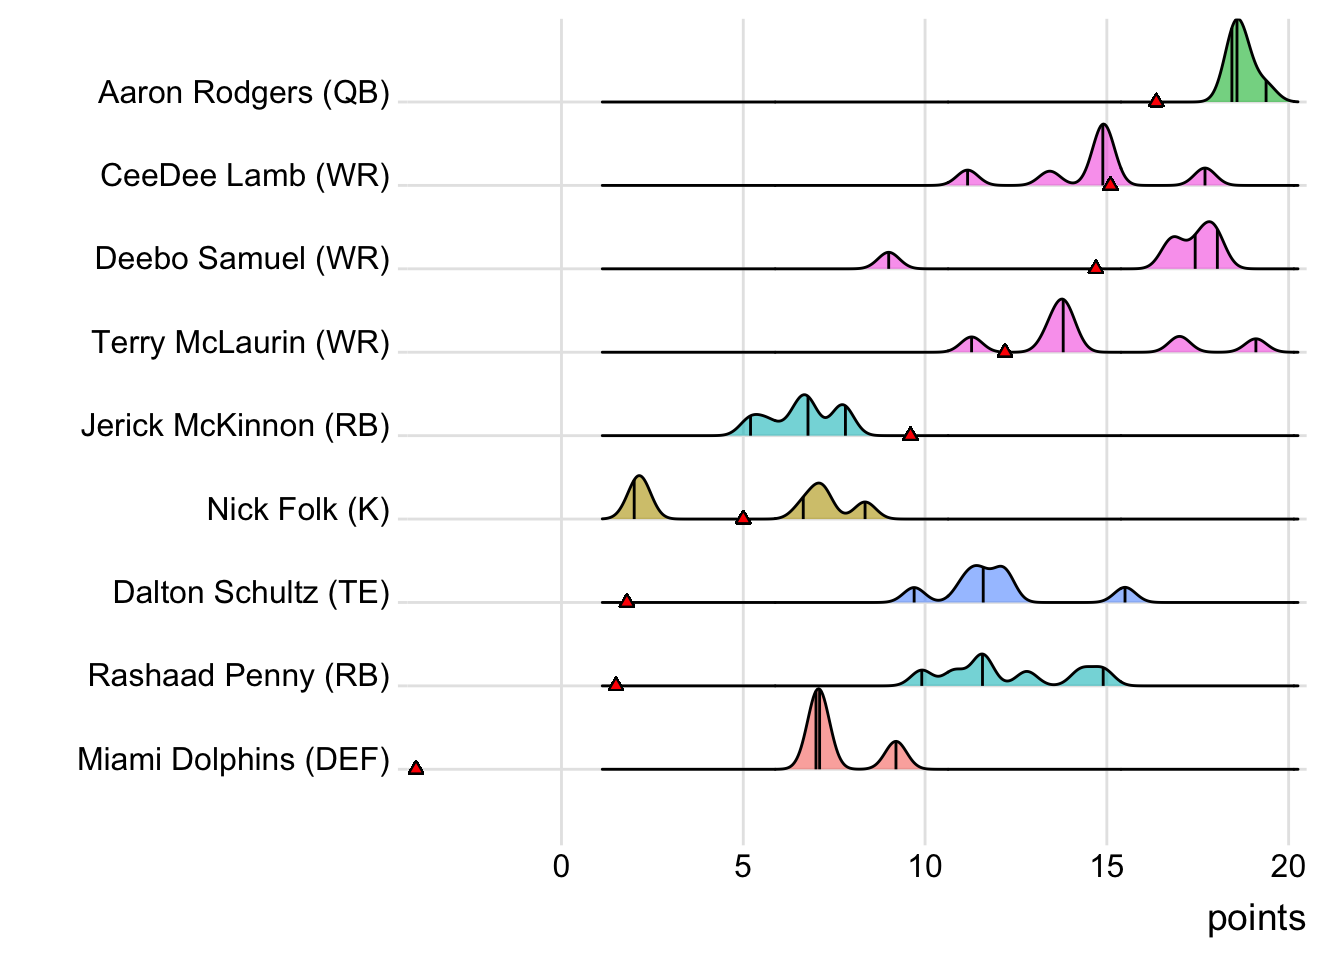 Aaron Rodgers (QB)
CeeDee Lamb (WR)
Deebo Samuel (WR)
Terry McLaurin (WR)
Jerick McKinnon (RB)
Nick Folk (K)
Dalton Schultz (TE)
Rashaad Penny (RB)
Miami Dolphins (DEF)
0 5 10 15 20
points